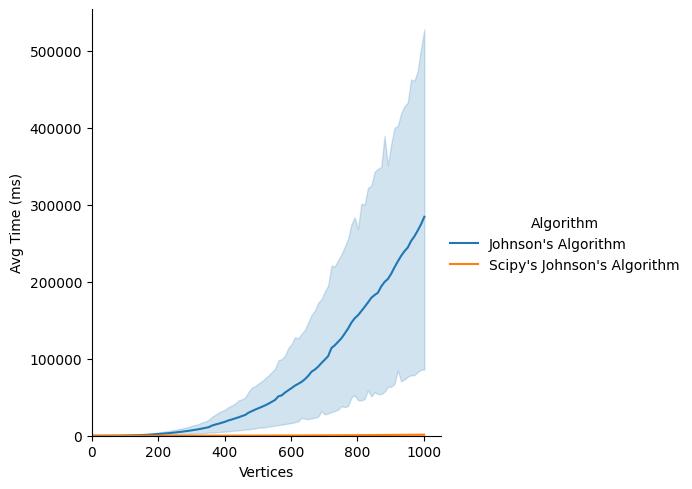 500000
400000
300000
200000
100000
0
Avg Time (ms)
0 200 400 600 800 1000
Vertices
Algorithm
Johnson's Algorithm
Scipy's Johnson's Algorithm